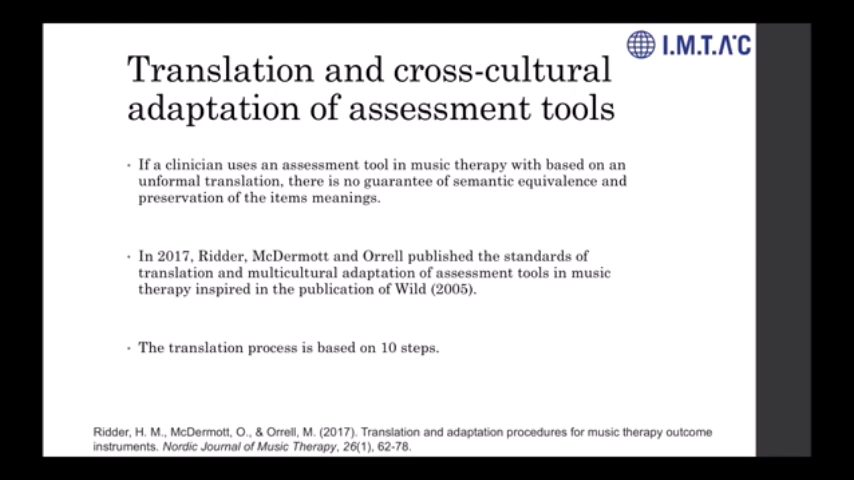 I.M.T.A'C
Translation and cross-cultural
adaptation of assessment tools
• If a clinician uses an assessment tool in music therapy with based on an
unformal translation, there is no guarantee of semantic equivalence and
preservation of the items meanings.
• In 2017, Ridder, McDermott and Orrell published the standards of
translation and multicultural adaptation of assessment tools in music
therapy inspired in the publication of Wild (2005).
• The translation process is based on 10 steps.
Ridder, H. M., McDermott, O., & Orrell, M. (2017). Translation and adaptation procedures for music therapy outcome
instruments. Nordic Journal of Music Therapy, 26(1), 62-78.